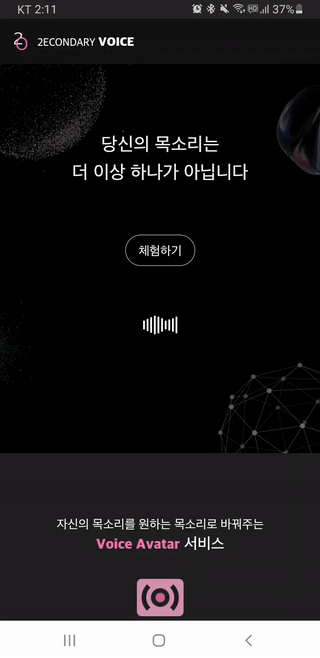 KT 2:11
37%
2ECONDARY VOICE
당신의 목소리는
더 이상 하나가 아닙니다
체험하기
자신의 목소리를 원하는 목소리로 바꿔주는
Voice Avatar 서비스